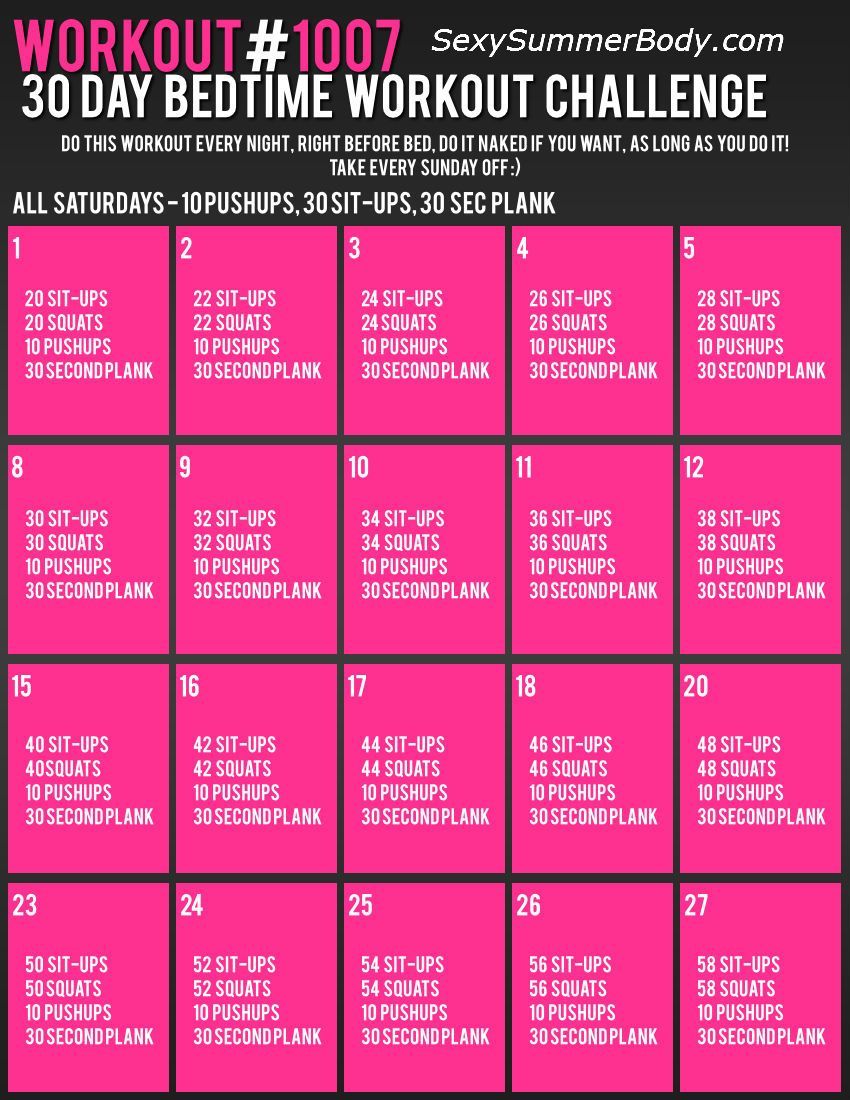 WORKOUT #1007 SexySummerBody.com
30 DAY BEDTIME WORKOUT CHALLENGE
DO THIS WORKOUT EVERY NIGHT, RIGHT BEFORE BED, DO IT NAKED IF YOU WANT, AS LONG AS YOU DO IT!
TAKE EVERY SUNDAY OFF :)
ALL SATURDAYS - 10 PUSHUPS, 30 SIT-UPS, 30 SEC PLANK
1
20 SIT-UPS
20 SQUATS
10 PUSHUPS
30 SECOND PLANK
2
22 SIT-UPS
22 SQUATS
10 PUSHUPS
30 SECOND PLANK
3
24 SIT-UPS
24 SQUATS
10 PUSHUPS
30 SECOND PLANK
4
26 SIT-UPS
26 SQUATS
10 PUSHUPS
30 SECOND PLANK
5
28 SIT-UPS
28 SQUATS
10 PUSHUPS
30 SECOND PLANK
8
30 SIT-UPS
30 SQUATS
10 PUSHUPS
30 SECOND PLANK
9
32 SIT-UPS
32 SQUATS
10 PUSHUPS
30 SECOND PLANK
10
34 SIT-UPS
34 SQUATS
10 PUSHUPS
30 SECOND PLANK
11
36 SIT-UPS
36 SQUATS
10 PUSHUPS
30 SECOND PLANK
12
38 SIT-UPS
38 SQUATS
10 PUSHUPS
30 SECOND PLANK
15
40 SIT-UPS
40 SQUATS
10 PUSHUPS
30 SECOND PLANK
16
42 SIT-UPS
42 SQUATS
10 PUSHUPS
30 SECOND PLANK
17
44 SIT-UPS
44 SQUATS
10 PUSHUPS
30 SECOND PLANK
18
46 SIT-UPS
46 SQUATS
10 PUSHUPS
30 SECOND PLANK
20
48 SIT-UPS
48 SQUATS
10 PUSHUPS
30 SECOND PLANK
23
50 SIT-UPS
50 SQUATS
10 PUSHUPS
30 SECOND PLANK
24
52 SIT-UPS
52 SQUATS
10 PUSHUPS
30 SECOND PLANK
25
54 SIT-UPS
54 SQUATS
10 PUSHUPS
30 SECOND PLANK
26
56 SIT-UPS
56 SQUATS
10 PUSHUPS
30 SECOND PLANK
27
58 SIT-UPS
58 SQUATS
10 PUSHUPS
30 SECOND PLANK